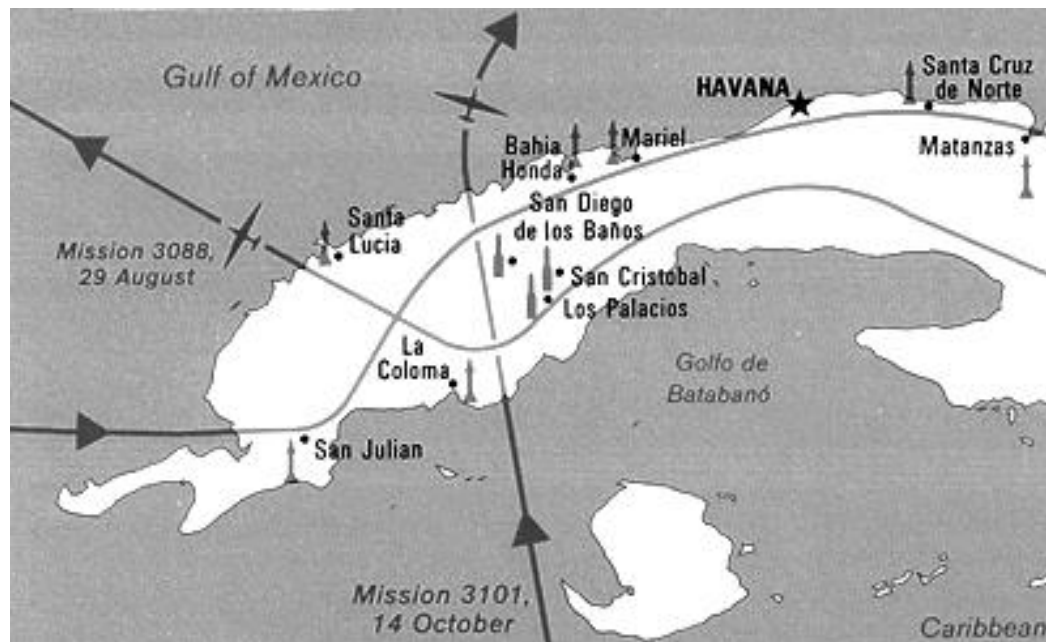 Gulf of Mexico
HAVANA
Santa Cruz
de Norte
Matanzas
Bahia
Honda
Mariel
San Diego
de los Baños
Santa
Lucia
Mission 3088,
29 August
San Cristobal
Los Palacios
La
Coloma
Golfo de
Batabanó
San Julian
Mission 3101,
14 October
Caribbean